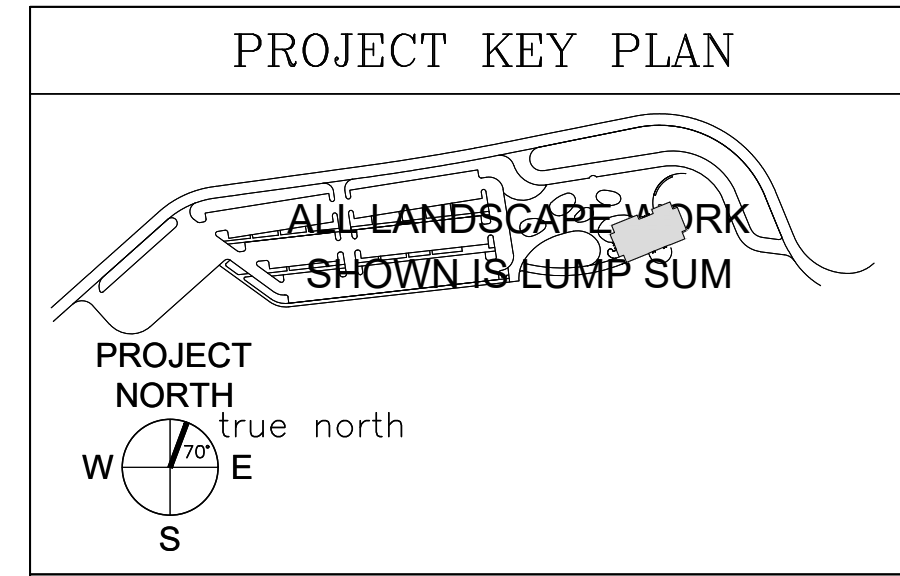 PROJECT KEY PLAN
ALL LANDSCAPE WORK
SHOWN IS LUMP SUM
PROJECT
NORTH
true north
70°
W
E
S